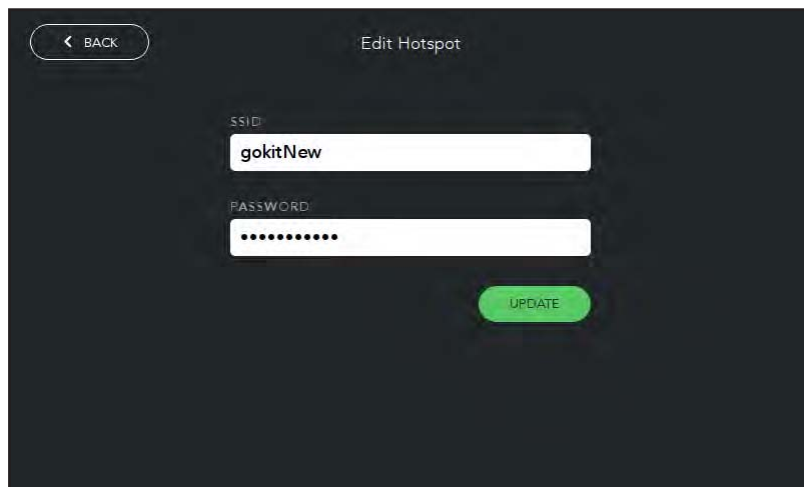 BACK
Edit Hotspot
SSID
gokitNew
PASSWORD
•••••••••••
UPDATE